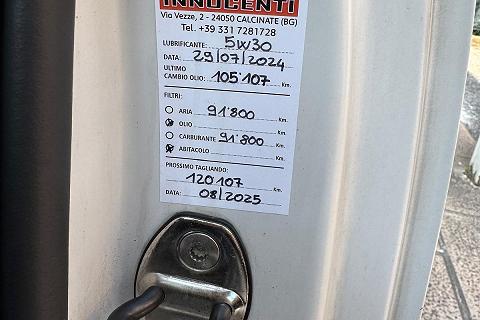 INNOCENTI
Via Vezze, 2 - 24050 CALCINATE (BG)
Tel. +39 331 7281728
LUBRIFICANTE: 5W30
DATA: 29/07/2024
ULTIMO
CAMBIO OLIO: 105'107 Km.
FILTRI:
ARIA 91'800 Km.
OLIO Km.
CARBURANTE 91'800 Km.
ABITACOLO Km.
PROSSIMO TAGLIANDO:
120'107 Km.
DATA: 08/2025